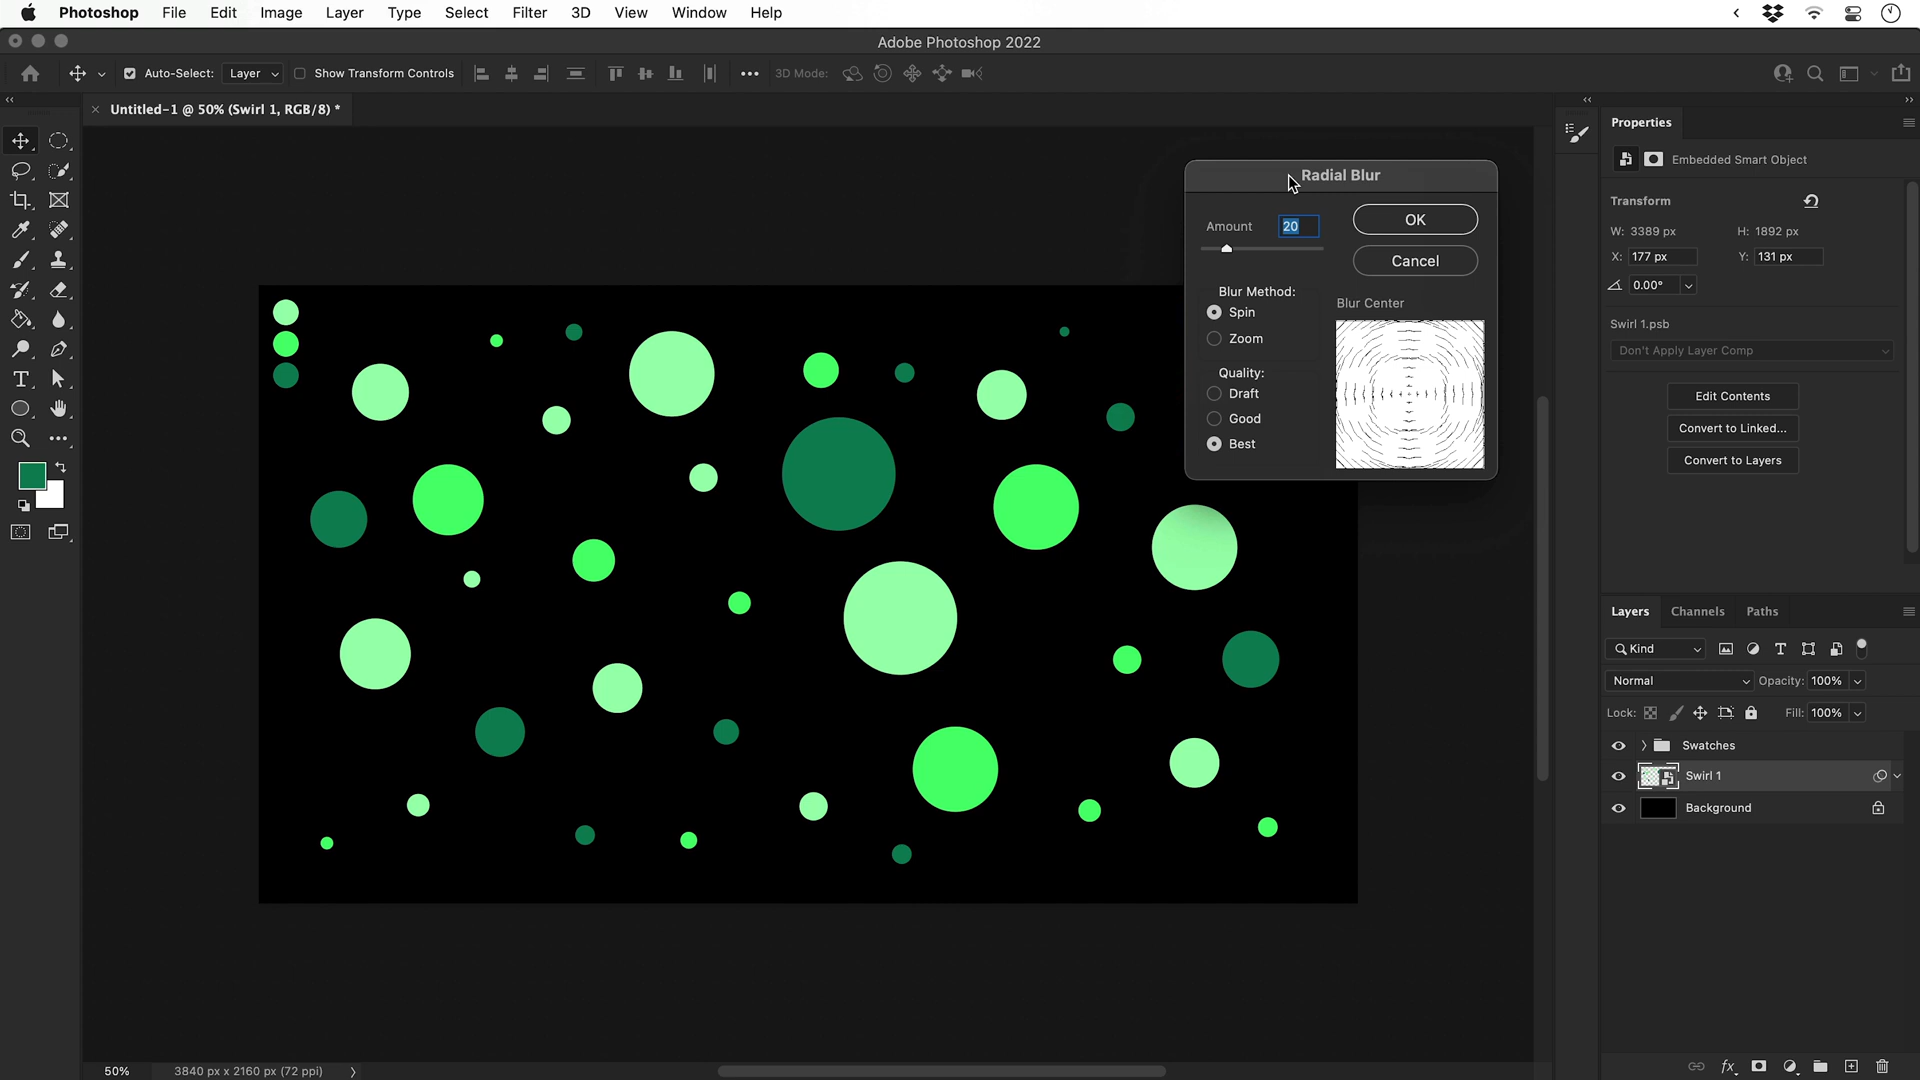 Photoshop File Edit Image Layer Type Select Filter 3D View Window Help
Adobe Photoshop 2022
Auto-Select: Layer Show Transform Controls 3D Mode:
Untitled-1 @ 50% (Swirl 1, RGB/8) *
Radial Blur
Amount 20 OK
Cancel
Blur Method:
Spin
Zoom
Quality:
Draft
Good
Best
Blur Center
Properties
Embedded Smart Object
Transform
W: 3389 px H: 1892 px
X: 177 px Y: 131 px
0.00°
Swirl 1.psb
Don't Apply Layer Comp
Edit Contents
Convert to Linked...
Convert to Layers
Layers Channels Paths
Kind
Normal Opacity: 100%
Lock: Fill: 100%
Swatches
Swirl 1
Background
50% 3840 px x 2160 px (72 ppi)